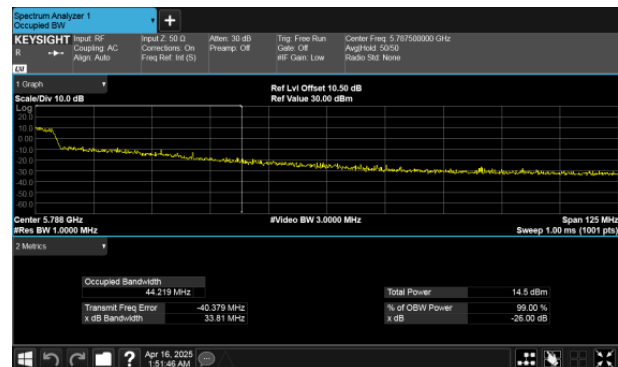 Spectrum Analyzer 1
Occupied BW
+
KEYSIGHT Input: RF Input Z: 50 Ω Atten: 30 dB Trig: Free Run Center Freq: 5.787500000 GHz
R Coupling: AC Corrections: On Preamp: Off Gate: Off Avg|Hold: 50/50
Align: Auto Freq Ref: Int (S) #IF Gain: Low Radio Std: None
LXI
1 Graph
Ref Lvl Offset 10.50 dB
Scale/Div 10.0 dB Ref Value 30.00 dBm
Log
20.0
10.0
0.00
-10.0
-20.0
-30.0
-40.0
-50.0
-60.0
Center 5.788 GHz #Video BW 3.0000 MHz Span 125 MHz
#Res BW 1.0000 MHz Sweep 1.00 ms (1001 pts)
2 Metrics
Occupied Bandwidth
44.219 MHz Total Power 14.5 dBm
Transmit Freq Error -40.379 MHz % of OBW Power 99.00 %
x dB Bandwidth 33.81 MHz x dB -26.00 dB
? Apr 16, 2025
1:51:46 AM